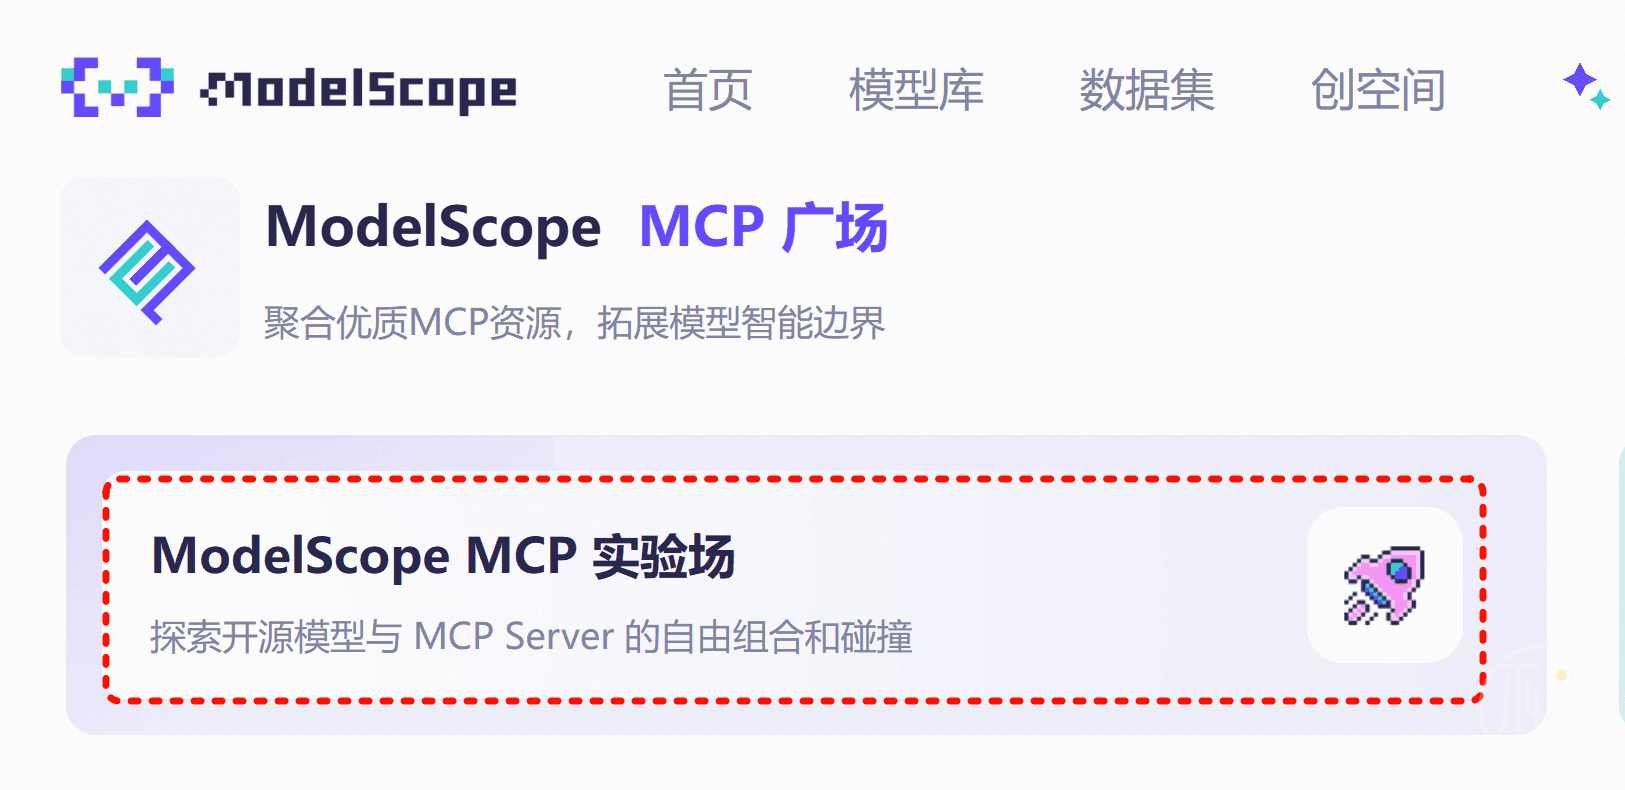 ModelScope 首页 模型库 数据集 创空间
ModelScope MCP 广场
聚合优质MCP资源，拓展模型智能边界
ModelScope MCP 实验场
探索开源模型与 MCP Server 的自由组合和碰撞